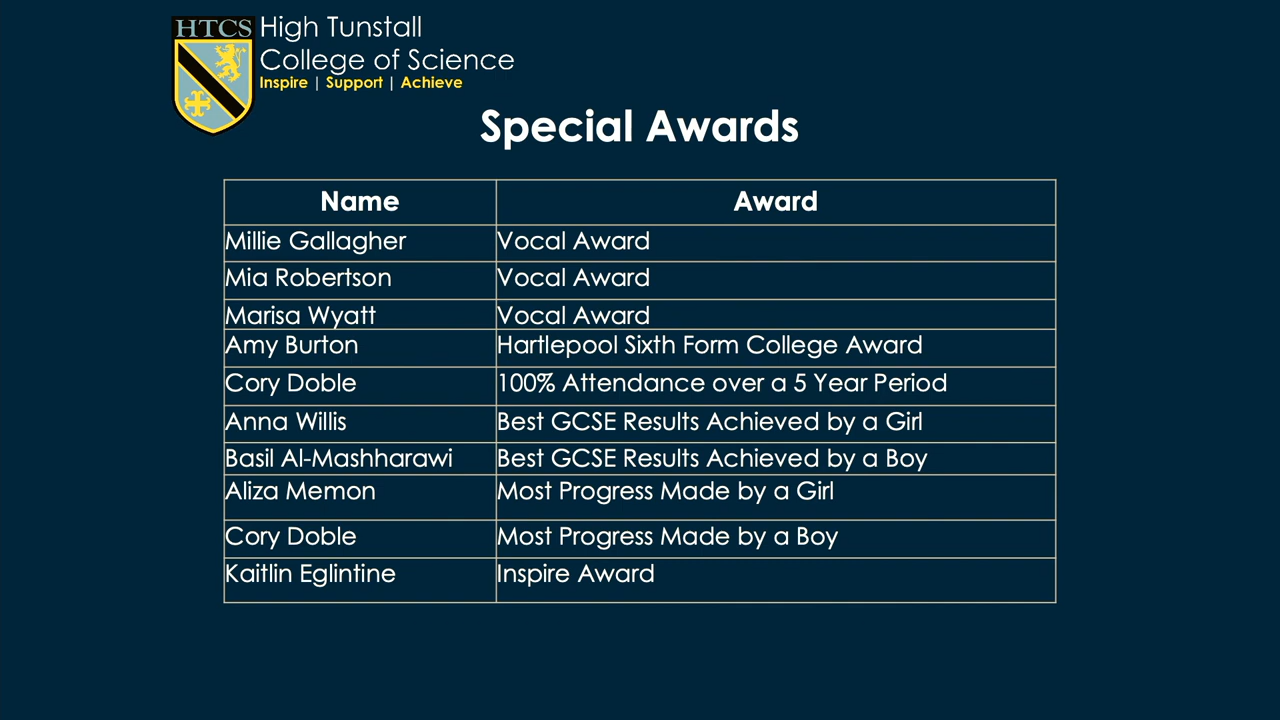 HTCS
High Tunstall
College of Science
Inspire | Support | Achieve
Special Awards
Name Award
Millie Gallagher Vocal Award
Mia Robertson Vocal Award
Marisa Wyatt Vocal Award
Amy Burton Hartlepool Sixth Form College Award
Cory Doble 100% Attendance over a 5 Year Period
Anna Willis Best GCSE Results Achieved by a Girl
Basil Al-Mashharawi Best GCSE Results Achieved by a Boy
Aliza Memon Most Progress Made by a Girl
Cory Doble Most Progress Made by a Boy
Kaitlin Eglintine Inspire Award